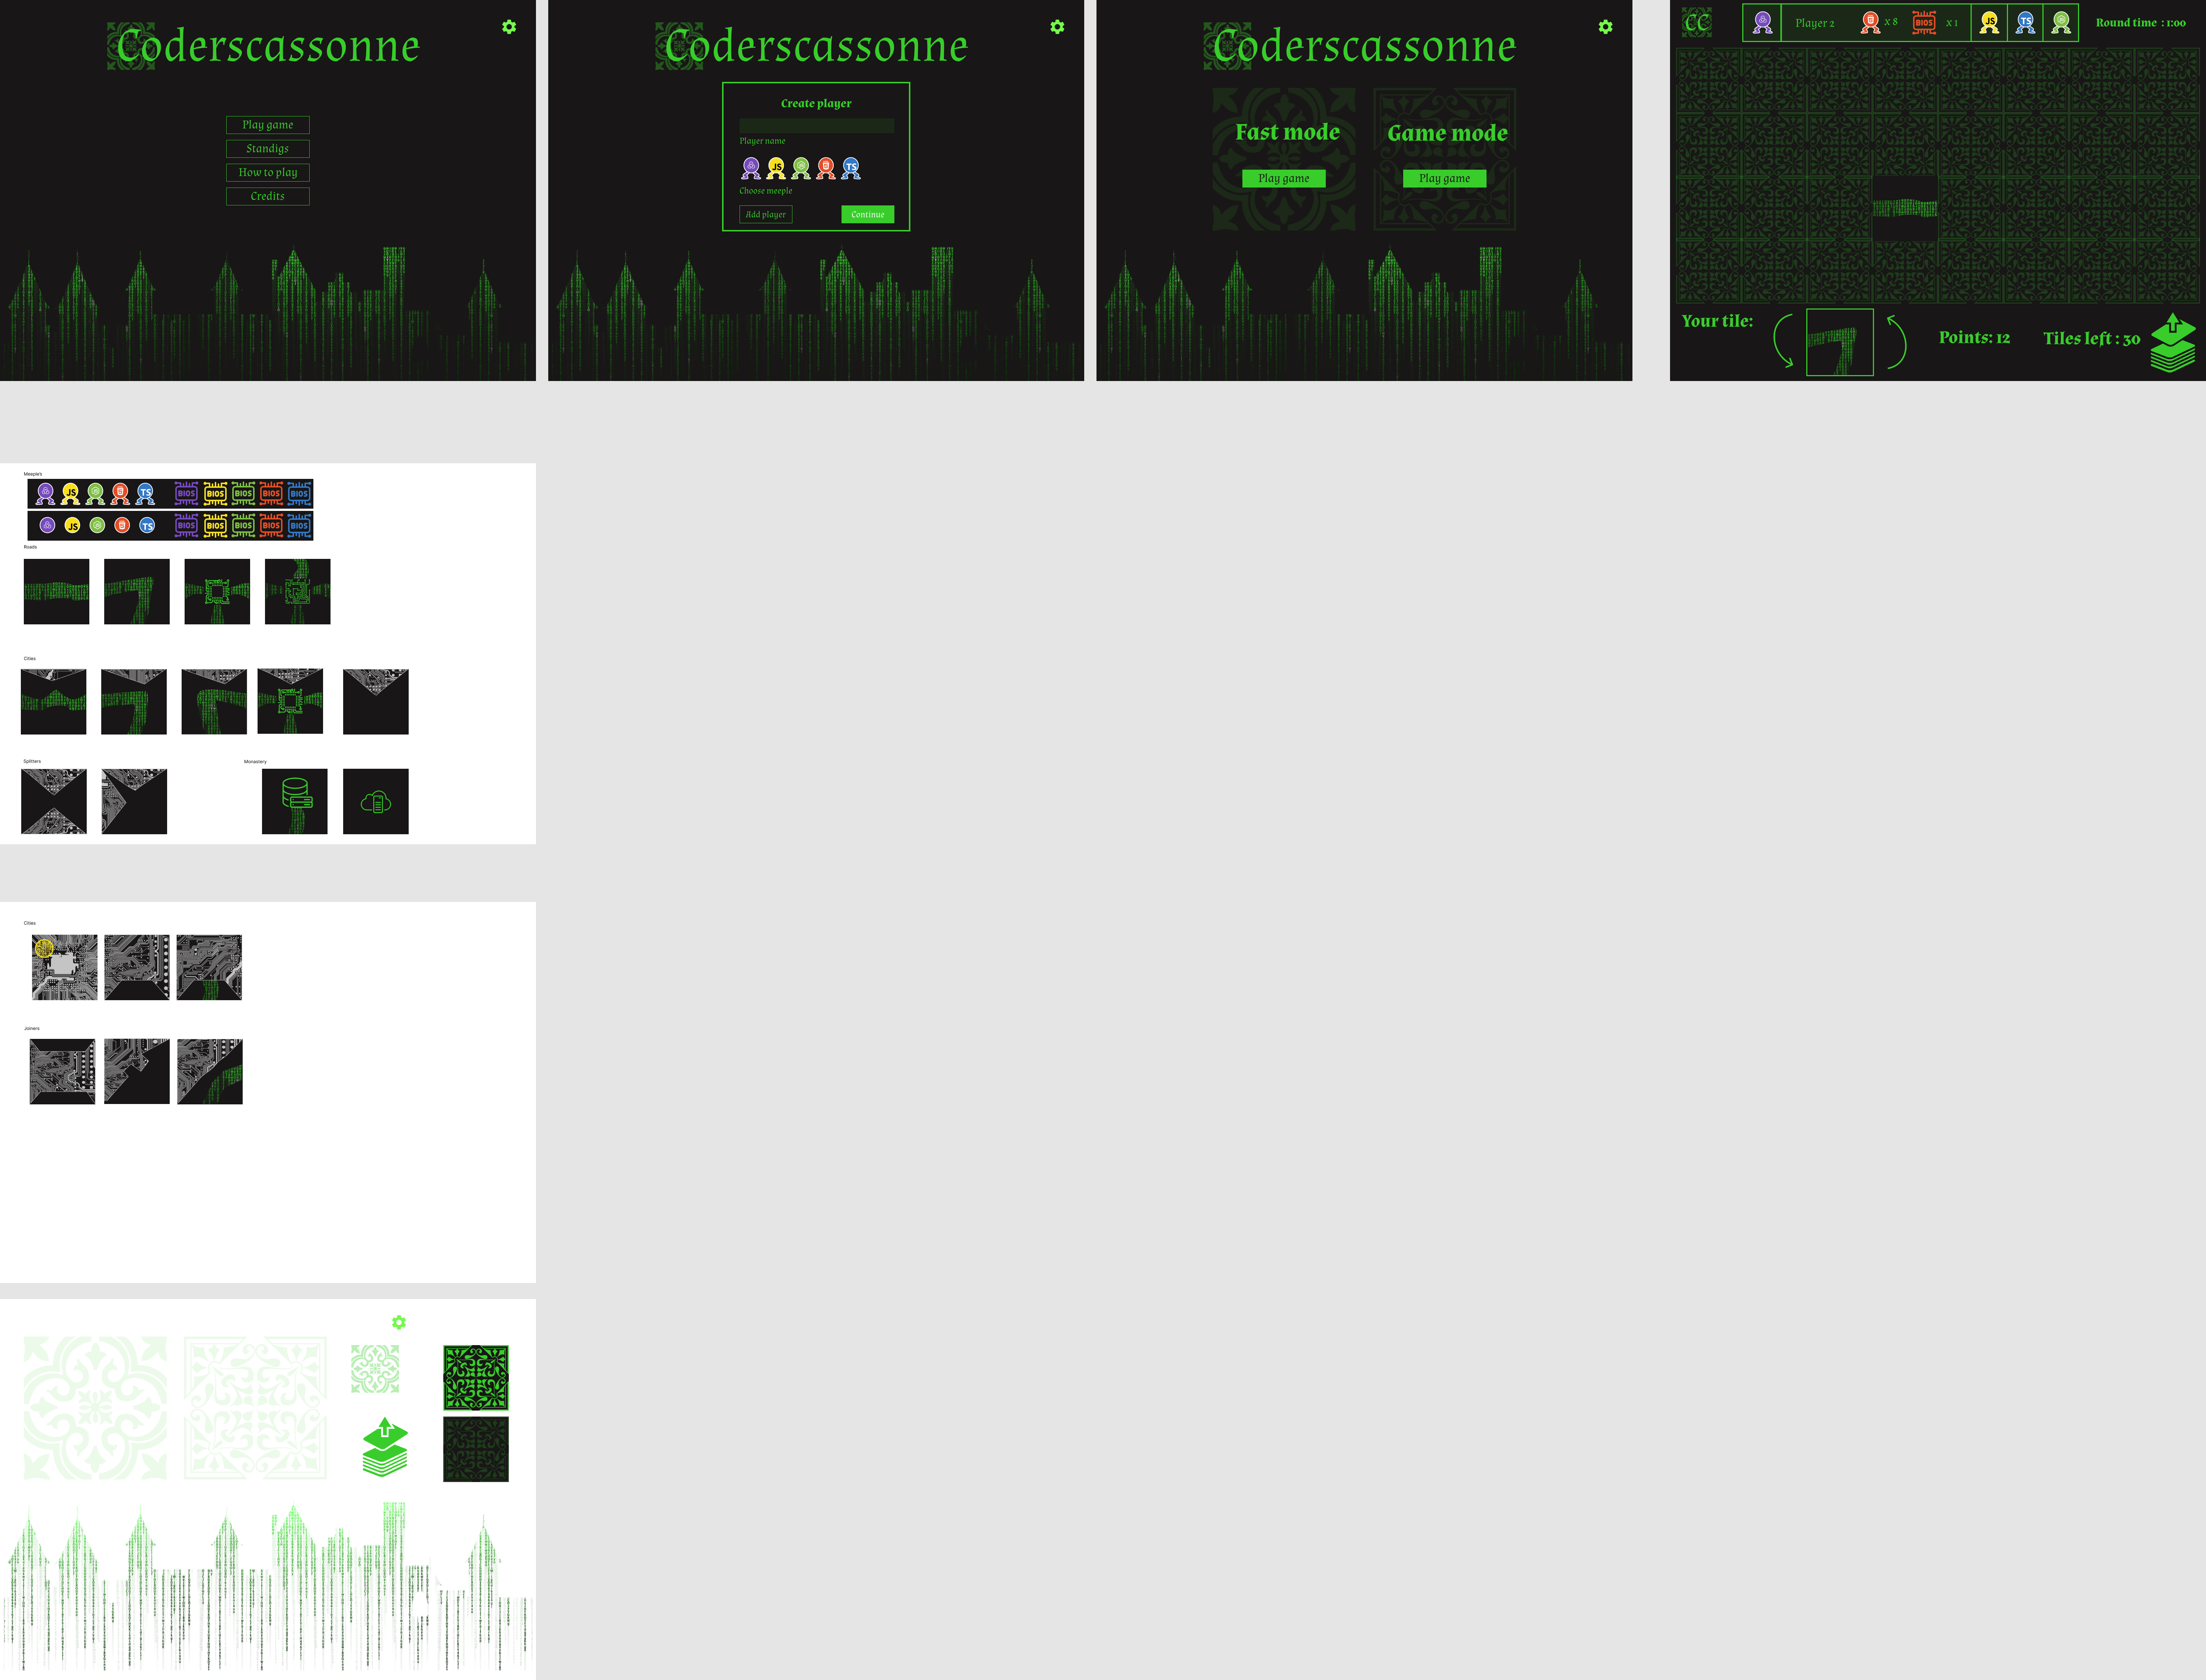 Coderscassonne
Play game
Standigs
How to play
Credits
Coderscassonne
Create player
Player name
JS
TS
Choose meeple
Add player
Continue
Coderscassonne
Fast mode
Game mode
Play game
Play game
CC
Player 2
x 8
BIOS
x 1
JS
TS
Round time : 1:00
Your tile:
Points: 12
Tiles left : 30
Meeple's
JS
TS
BIOS
BIOS
BIOS
BIOS
BIOS
JS
TS
BIOS
BIOS
BIOS
BIOS
BIOS
Roads
Cities
Splitters
Monastery
Cities
Joiners